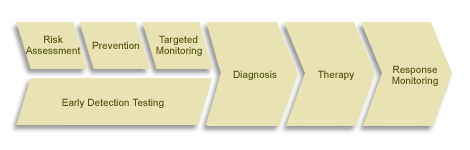 Risk
Assessment
Prevention
Targeted
Monitoring
Early Detection Testing
Diagnosis
Therapy
Response
Monitoring